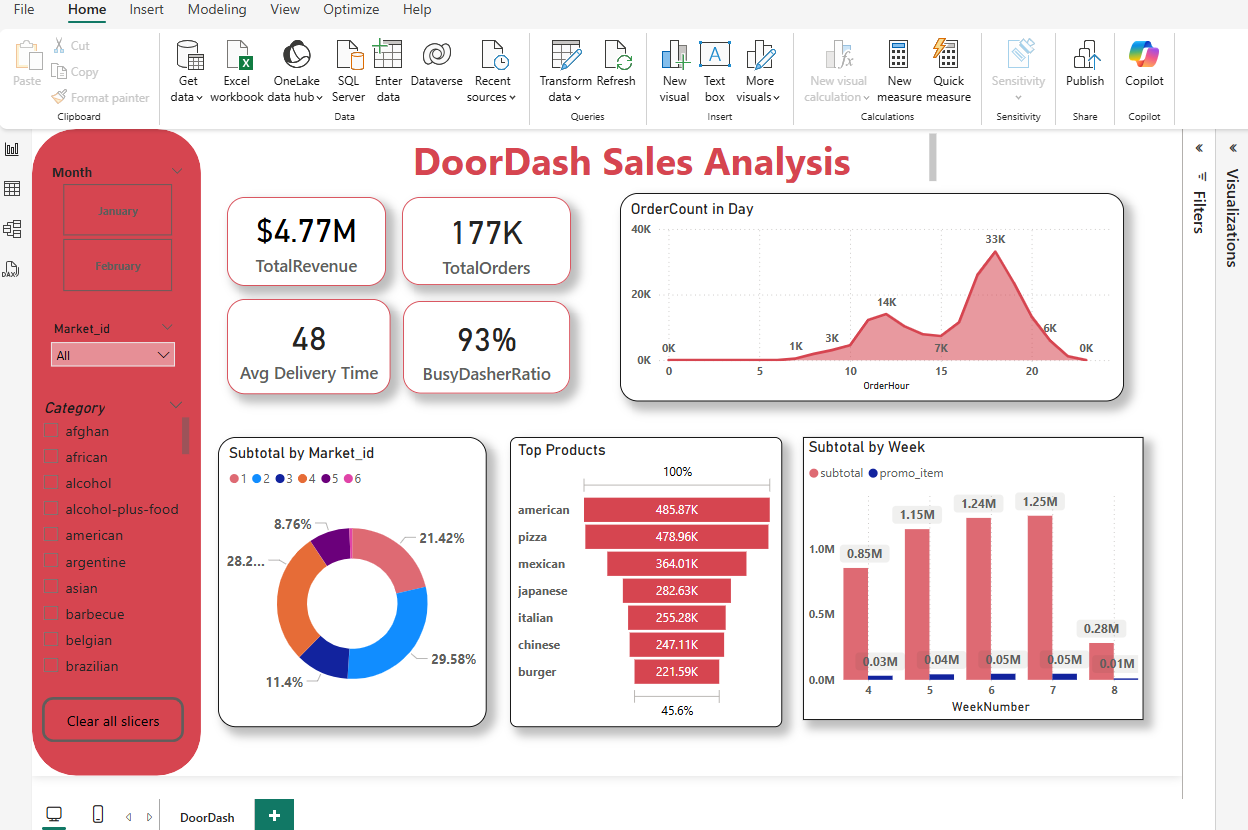 File Home Insert Modeling View Optimize Help
Paste
Cut
Copy
Format painter
Clipboard
Get data
Excel workbook
OneLake data hub
SQL Server
Enter data
Dataverse
Recent sources
Data
Transform data
Refresh
Queries
New visual
Text box
More visuals
Insert
New visual calculation
New measure
Quick measure
Calculations
Sensitivity
Sensitivity
Publish
Share
Copilot
Copilot
DAX
DoorDash Sales Analysis
Month
January
February
Market_id
All
Category
afghan
african
alcohol
alcohol-plus-food
american
argentine
asian
barbecue
belgian
brazilian
Clear all slicers
$4.77M
TotalRevenue
177K
TotalOrders
48
Avg Delivery Time
93%
BusyDasherRatio
OrderCount in Day
40K
20K
0K
0K
1K
3K
14K
7K
33K
6K
0K
0 5 10 15 20
OrderHour
Subtotal by Market_id
1 2 3 4 5 6
8.76%
21.42%
28.2...
29.58%
11.4%
Top Products
100%
american 485.87K
pizza 478.96K
mexican 364.01K
japanese 282.63K
italian 255.28K
chinese 247.11K
burger 221.59K
45.6%
Subtotal by Week
subtotal promo_item
1.0M
0.5M
0.0M
0.85M
1.15M
1.24M
1.25M
0.28M
0.03M
0.04M
0.05M
0.05M
0.01M
4 5 6 7 8
WeekNumber
Filters
Visualizations
DoorDash